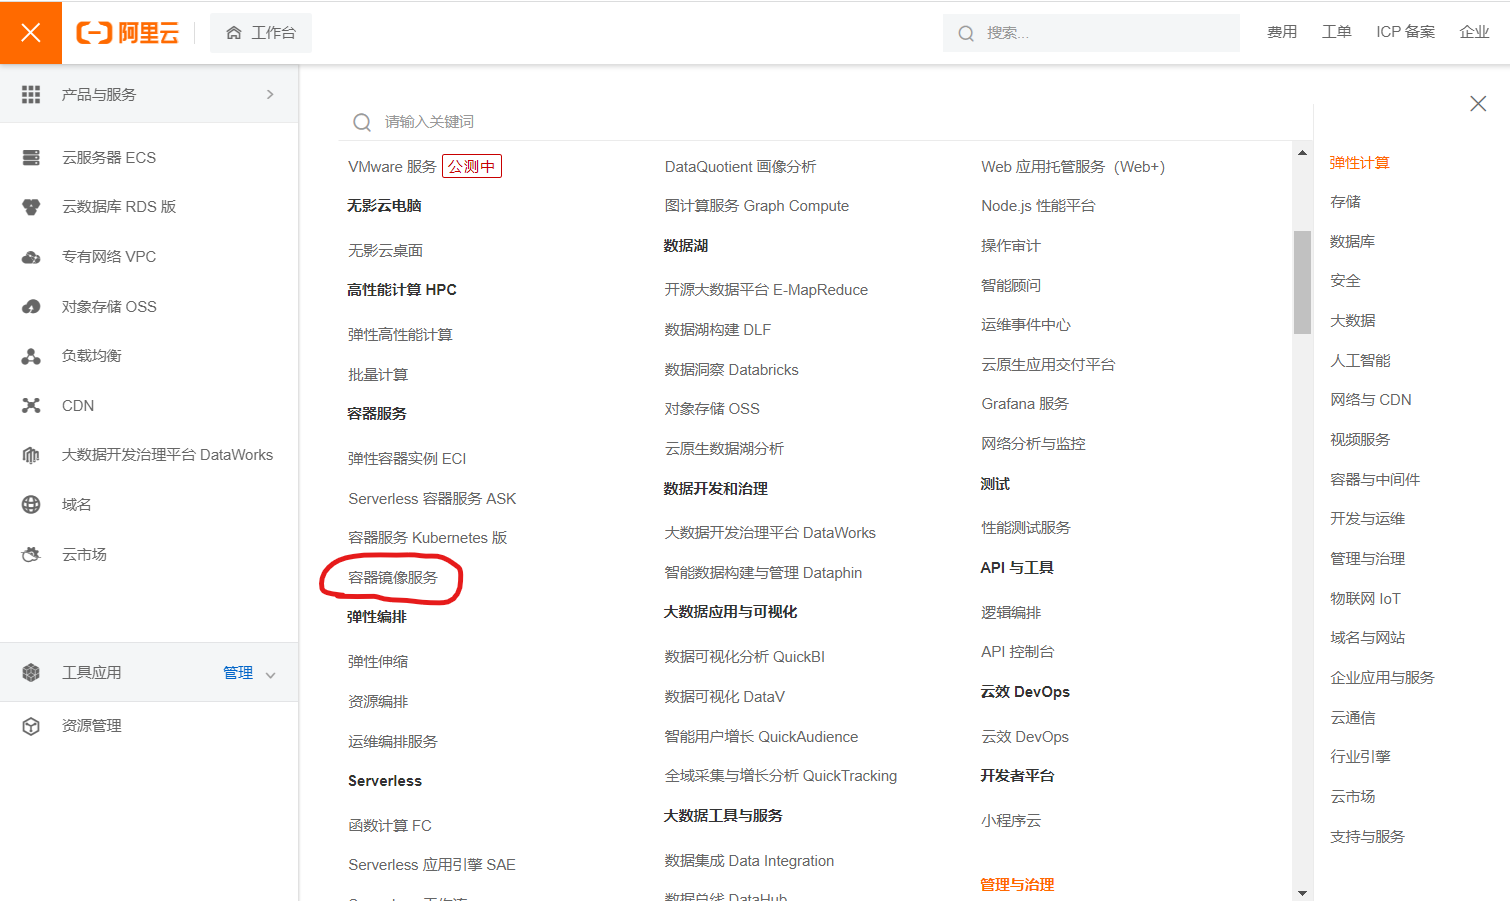 阿里云
工作台
搜索...
费用
工单
ICP 备案
企业
产品与服务
云服务器 ECS
云数据库 RDS 版
专有网络 VPC
对象存储 OSS
负载均衡
CDN
大数据开发治理平台 DataWorks
域名
云市场
工具应用
管理
资源管理
请输入关键词
VMware 服务 公测中
无影云电脑
无影云桌面
高性能计算 HPC
弹性高性能计算
批量计算
容器服务
弹性容器实例 ECI
Serverless 容器服务 ASK
容器服务 Kubernetes 版
容器镜像服务
弹性编排
弹性伸缩
资源编排
运维编排服务
Serverless
函数计算 FC
Serverless 应用引擎 SAE
DataQuotient 画像分析
图计算服务 Graph Compute
数据湖
开源大数据平台 E-MapReduce
数据湖构建 DLF
数据洞察 Databricks
对象存储 OSS
云原生数据湖分析
数据开发和治理
大数据开发治理平台 DataWorks
智能数据构建与管理 Dataphin
大数据应用与可视化
数据可视化分析 QuickBI
数据可视化 DataV
智能用户增长 QuickAudience
全域采集与增长分析 QuickTracking
大数据工具与服务
数据集成 Data Integration
数据总线 DataHub
Web 应用托管服务（Web+）
Node.js 性能平台
操作审计
智能顾问
运维事件中心
云原生应用交付平台
Grafana 服务
网络分析与监控
测试
性能测试服务
API 与工具
逻辑编排
API 控制台
云效 DevOps
云效 DevOps
开发者平台
小程序云
管理与治理
弹性计算
存储
数据库
安全
大数据
人工智能
网络与 CDN
视频服务
容器与中间件
开发与运维
管理与治理
物联网 IoT
域名与网站
企业应用与服务
云通信
行业引擎
云市场
支持与服务